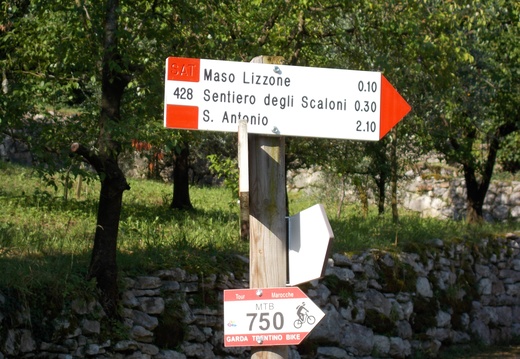 SAT
428
Maso Lizzone 0.10
Sentiero degli Scaloni 0.30
S. Antonio 2.10
Tour Marocche
MTB
750
GARDA TRENTINO BIKE